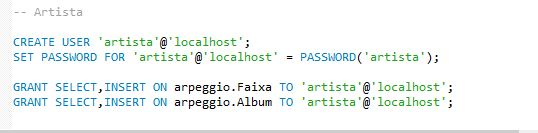 -- Artista
CREATE USER 'artista'@'localhost';
SET PASSWORD FOR 'artista'@'localhost' = PASSWORD('artista');
GRANT SELECT,INSERT ON arpeggio.Faixa TO 'artista'@'localhost';
GRANT SELECT,INSERT ON arpeggio.Album TO 'artista'@'localhost';